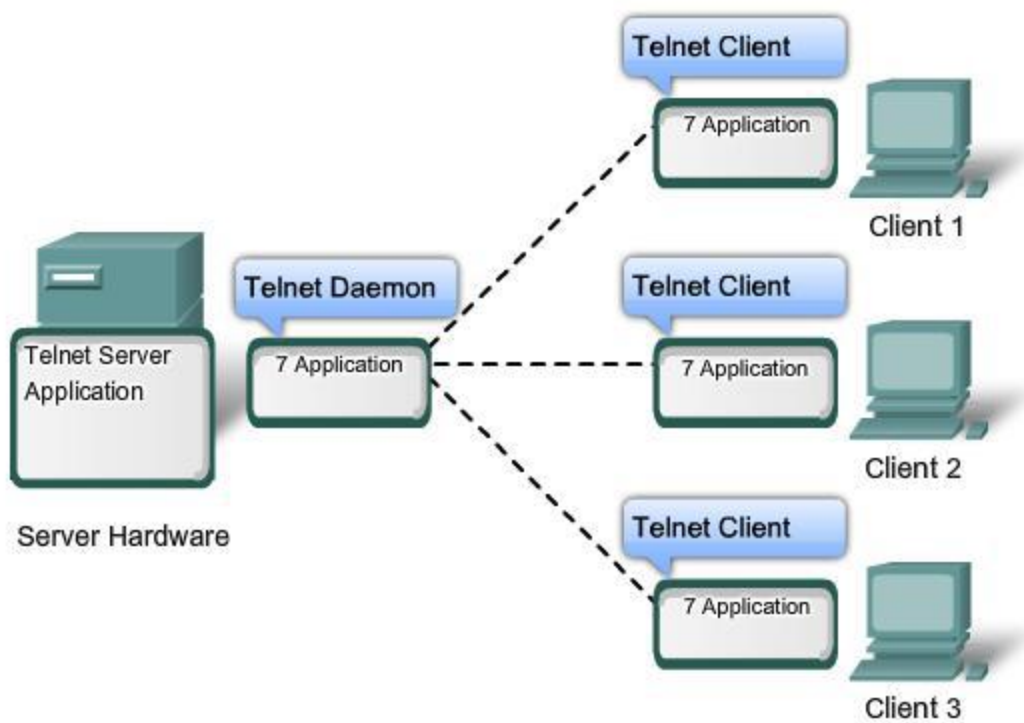 Telnet Client
7 Application
Client 1
Telnet Daemon
7 Application
Telnet Server
Application
Server Hardware
Telnet Client
7 Application
Client 2
Telnet Client
7 Application
Client 3